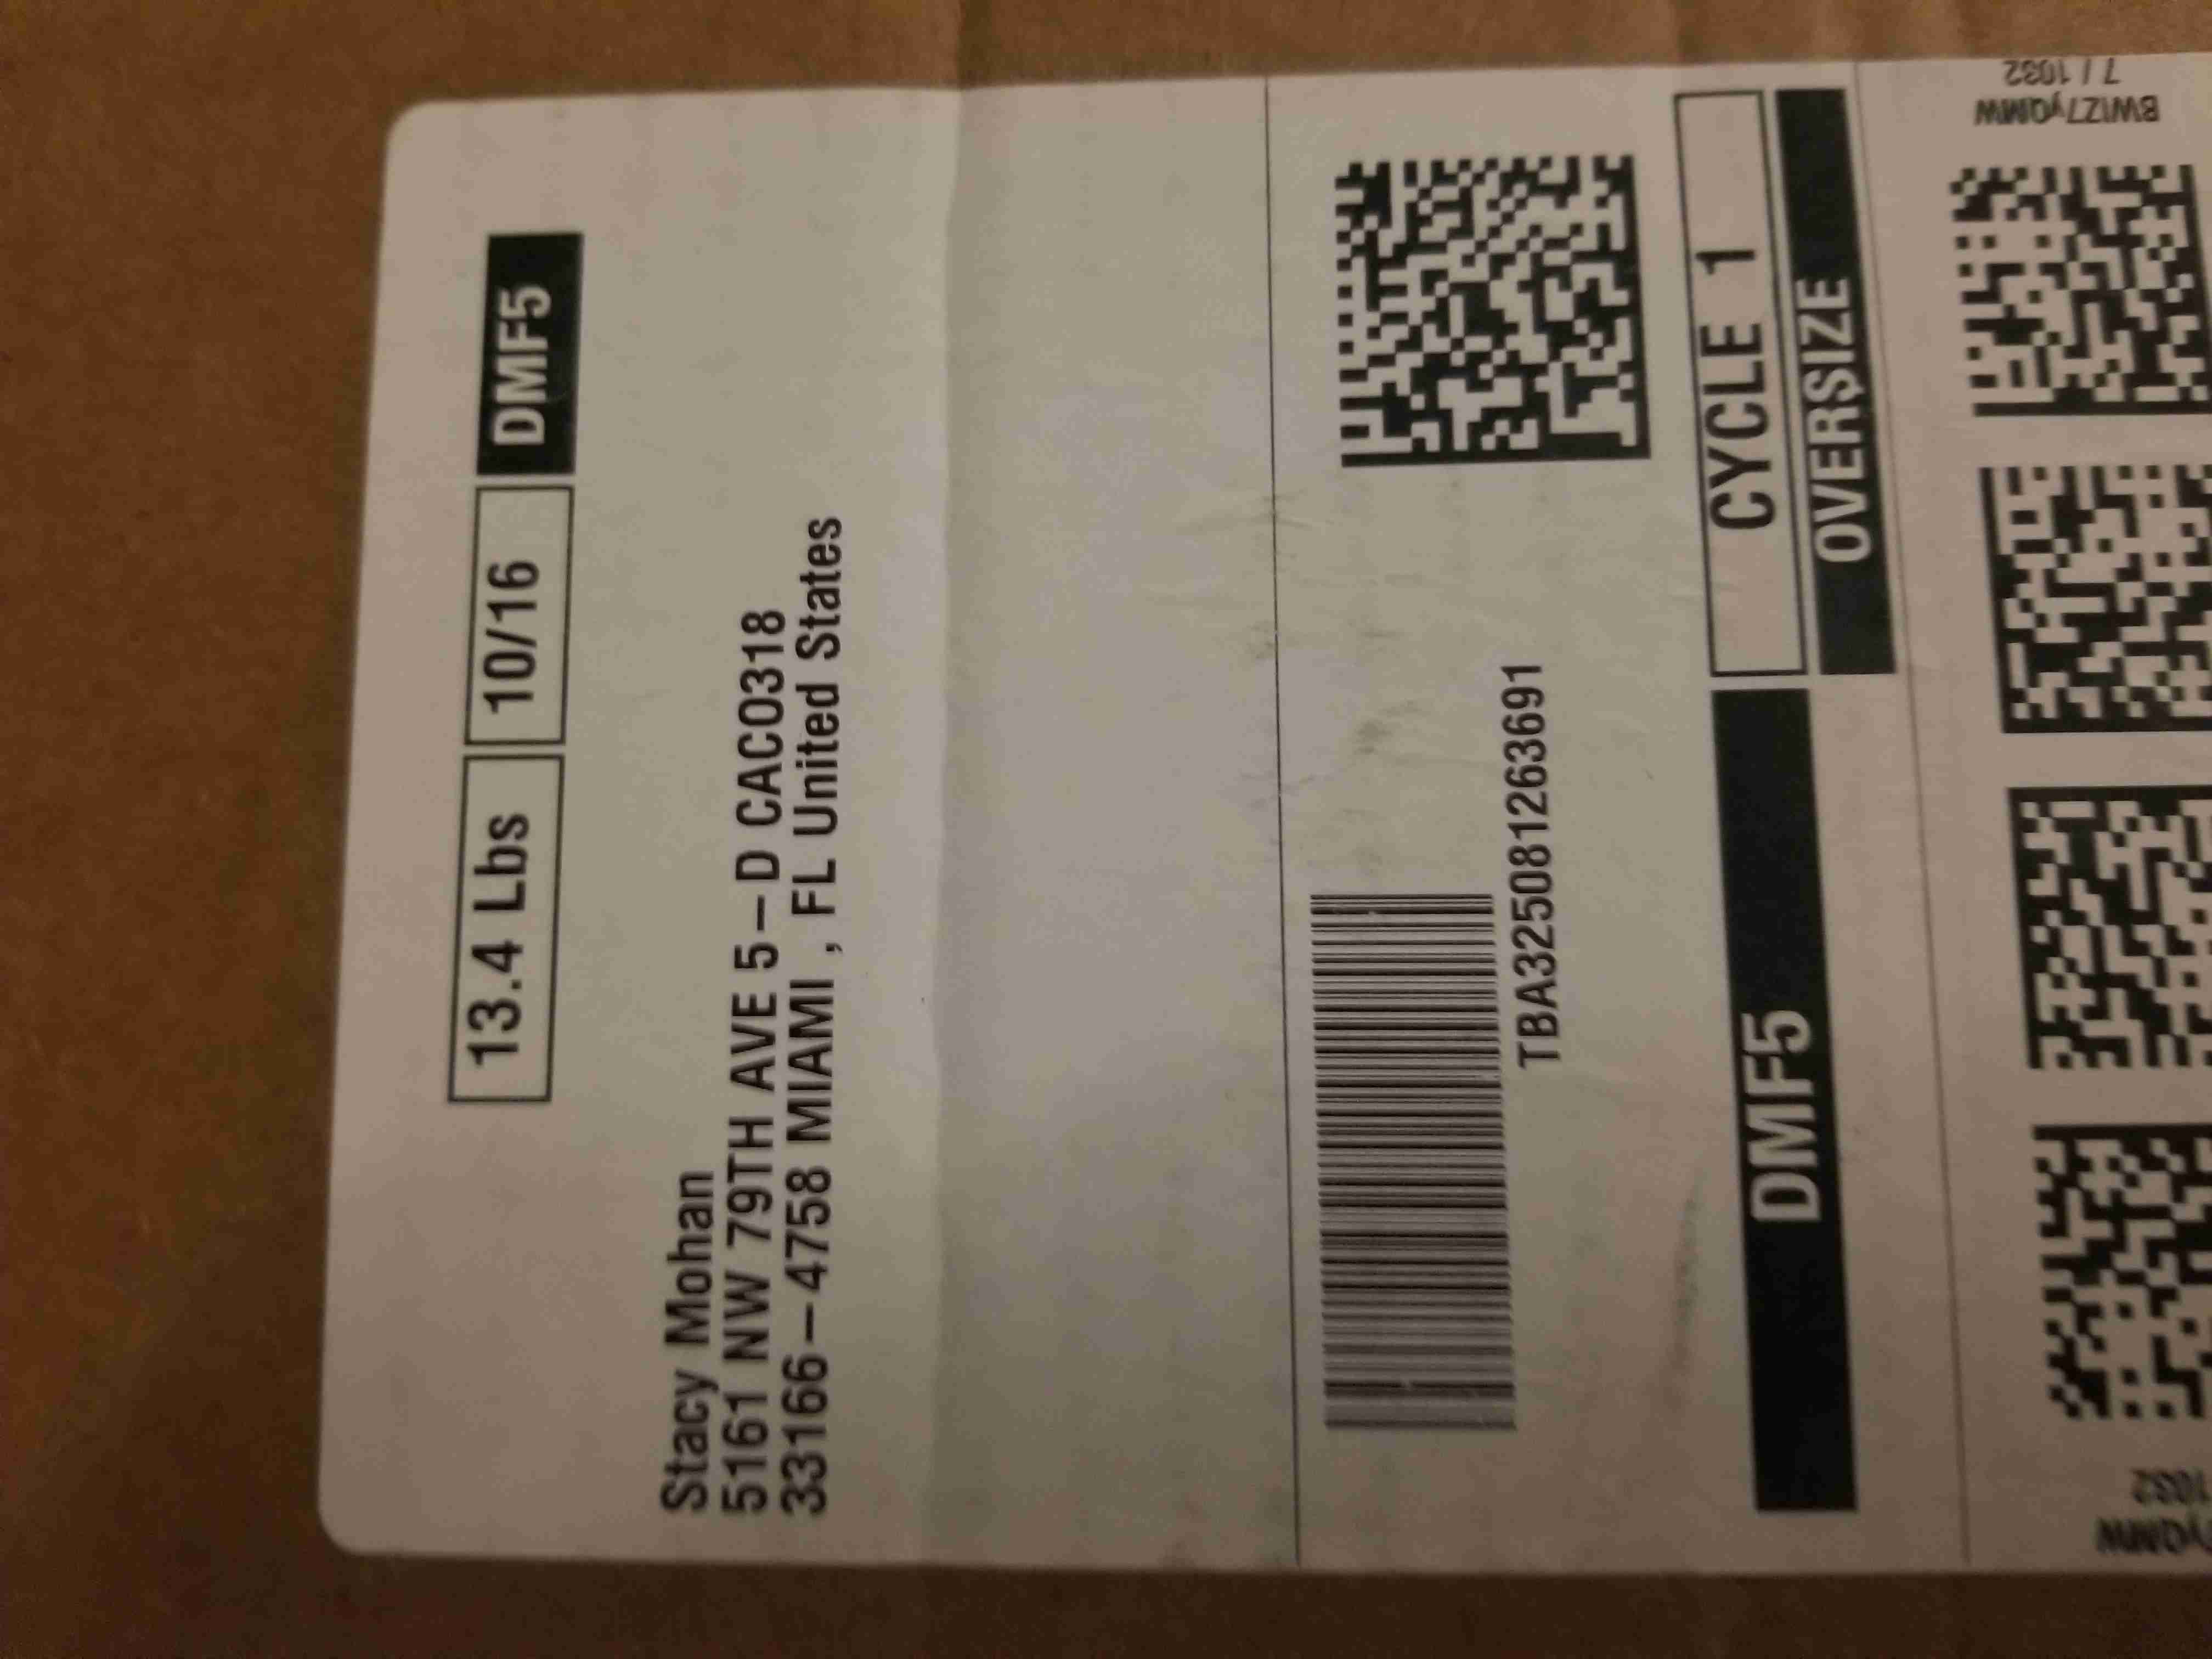 13.4 Lbs 10/16 DMF5
Stacy Mohan
5161 NW 79TH AVE 5-D CAC0318
33166-4758 MIAMI , FL United States
TBA325081263691
DMF5 CYCLE 1
OVERSIZE
BWIZ7yQMW
7 / 1032